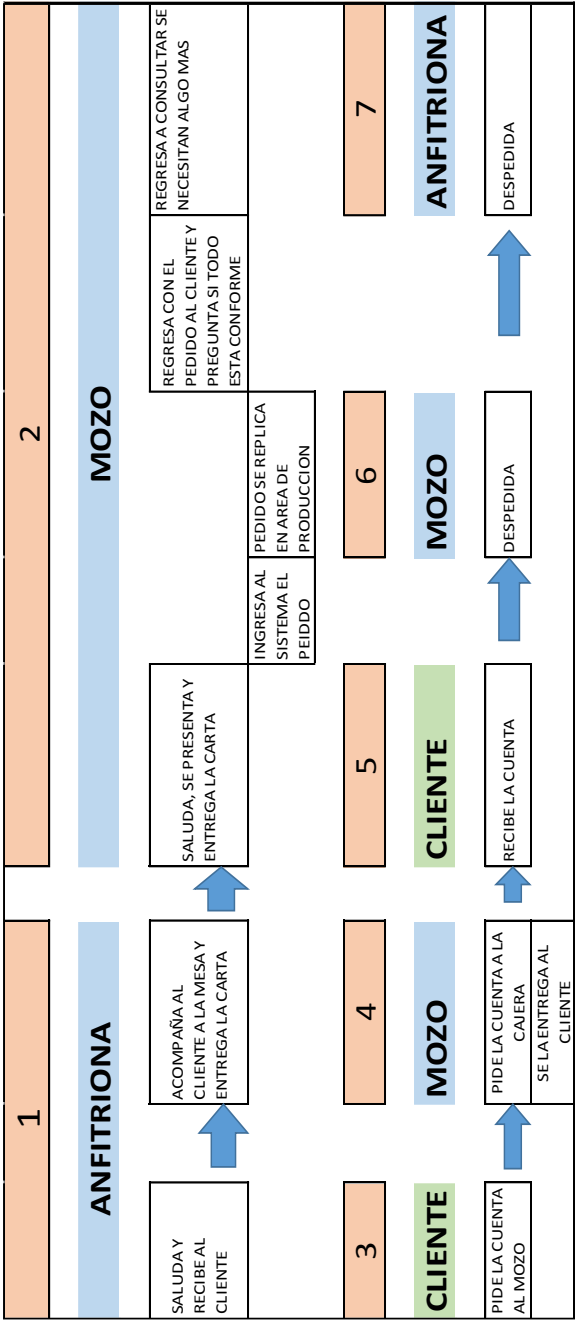 1
2
ANFITRIONA
MOZO
SALUDA Y
RECIBE AL
CLIENTE
ACOMPAÑA AL
CLIENTE A LA MESA Y
ENTREGA LA CARTA
SALUDA, SE PRESENTA Y
ENTREGA LA CARTA
INGRESA AL
SISTEMA EL
PEIDDO
PEDIDO SE REPLICA
EN AREA DE
PRODUCCION
REGRESA CON EL
PEDIDO AL CLIENTE Y
PREGUNTA SI TODO
ESTA CONFORME
REGRESA A CONSULTAR SE
NECESITAN ALGO MAS
3
4
5
6
7
CLIENTE
MOZO
CLIENTE
MOZO
ANFITRIONA
PIDE LA CUENTA
AL MOZO
PIDE LA CUENTA A LA
CAJERA
SE LA ENTREGA AL
CLIENTE
RECIBE LA CUENTA
DESPEDIDA
DESPEDIDA